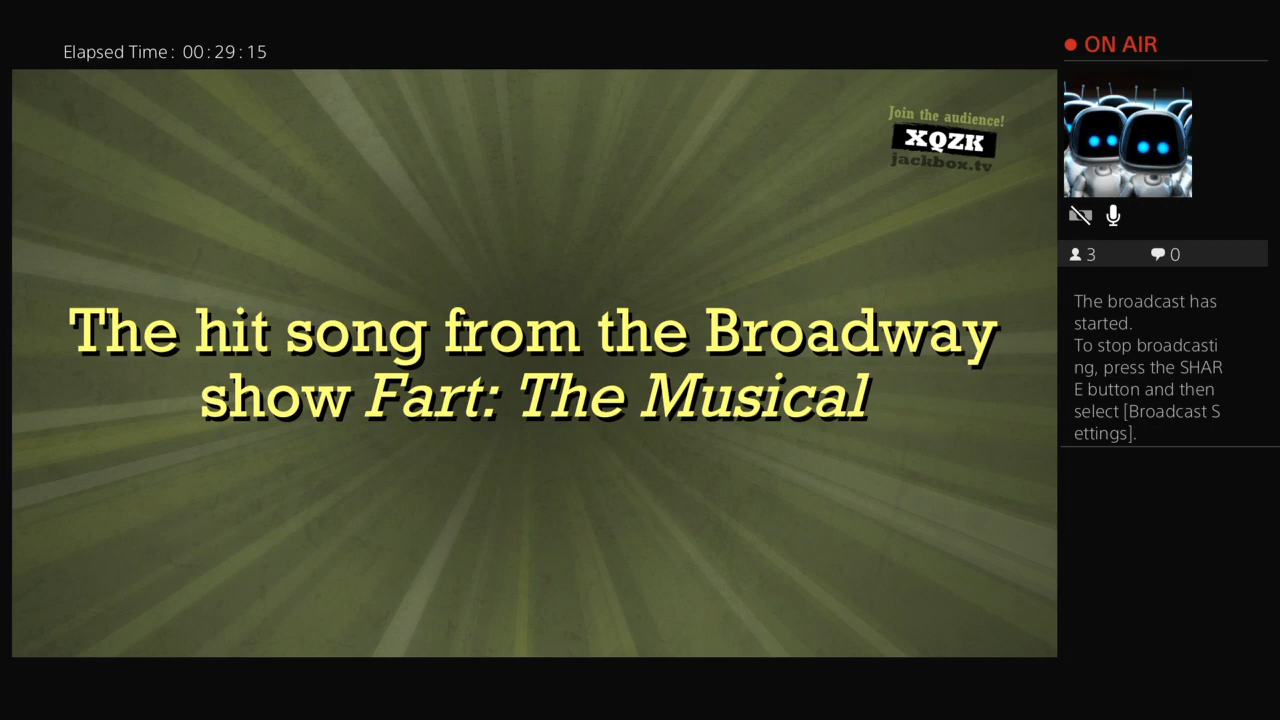 Elapsed Time: 00:29:15
ON AIR
Join the audience!
XQZK
jackbox.tv
3 0
The hit song from the Broadway
show Fart: The Musical
The broadcast has
started.
To stop broadcasti
ng, press the SHAR
E button and then
select [Broadcast S
ettings].